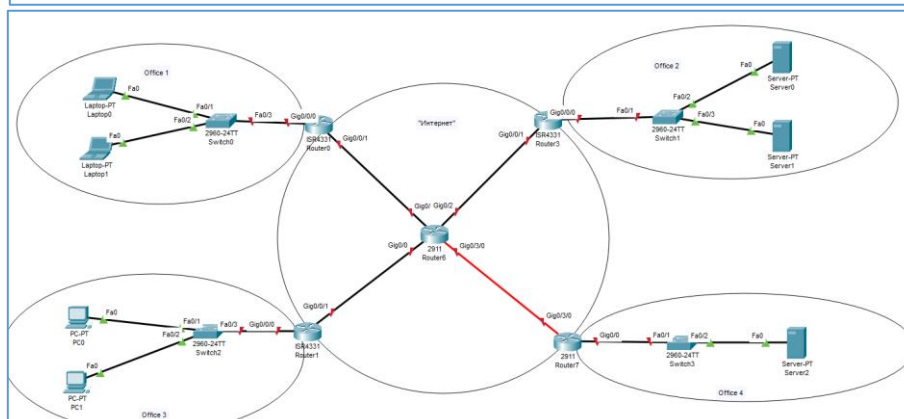 Office 1
Fa0
Laptop-PT
Laptop0
Fa0/1
Fa0/2
Fa0/3
Gig0/0/0
2960-24TT
Switch0
Fa0
Laptop-PT
Laptop1
ISR4331
Router0
Gig0/0/1
"Интернет"
Office 2
Fa0
Server-PT
Server0
Gig0/0/0
Fa0/1
Fa0/2
Fa0/3
2960-24TT
Switch1
Fa0
Server-PT
Server1
Gig0/0/1
ISR4331
Router3
Gig0/
Gig0/2
Gig0/0
Gig0/3/0
2911
Router6
Gig0/0/1
Fa0
PC-PT
PC0
Fa0/1
Fa0/2
Fa0/3
Gig0/0/0
2960-24TT
Switch2
ISR4331
Router1
Fa0
PC-PT
PC1
Office 3
Gig0/3/0
2911
Router7
Gig0/0
Fa0/1
Fa0/2
Fa0
2960-24TT
Switch3
Server-PT
Server2
Office 4